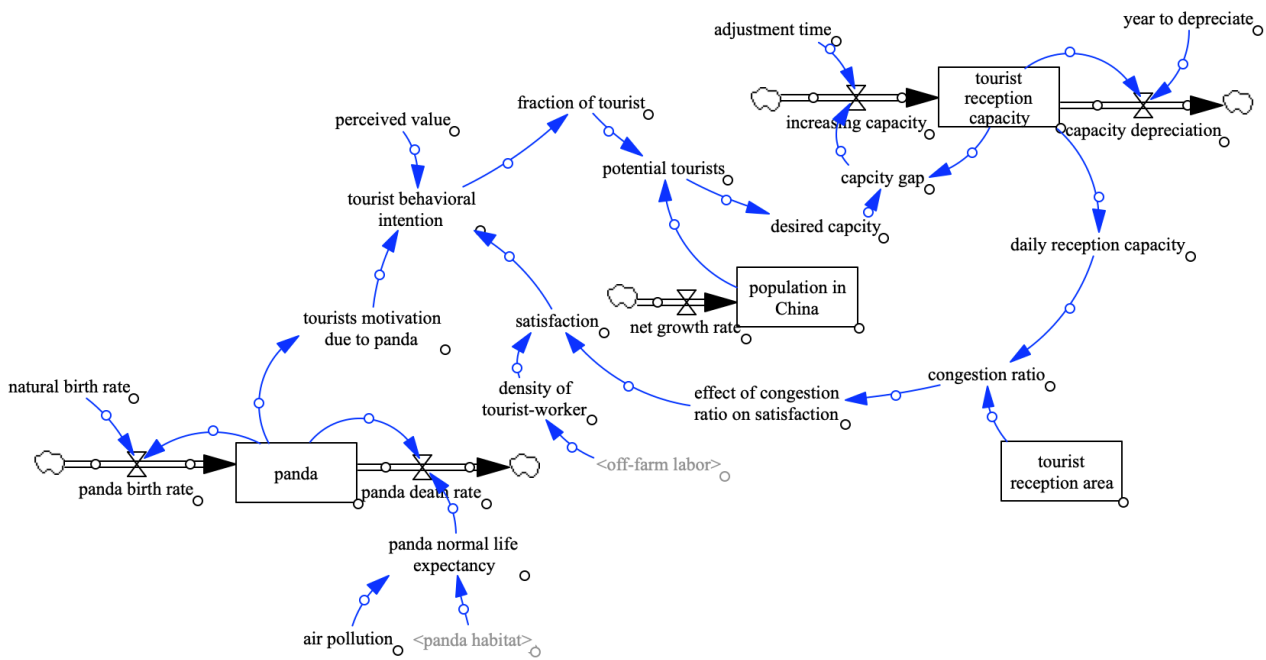 adjustment time
year to depreciate
tourist
reception
capacity
fraction of tourist
increasing capacity
capacity depreciation
perceived value
potential tourists
capcity gap
tourist behavioral
intention
desired capcity
daily reception capacity
population in
China
net growth rate
tourists motivation
due to panda
satisfaction
congestion ratio
natural birth rate
density of
tourist-worker
effect of congestion
ratio on satisfaction
<off-farm labor>
tourist
reception area
panda
panda birth rate
panda death rate
panda normal life
expectancy
air pollution
<panda habitat>